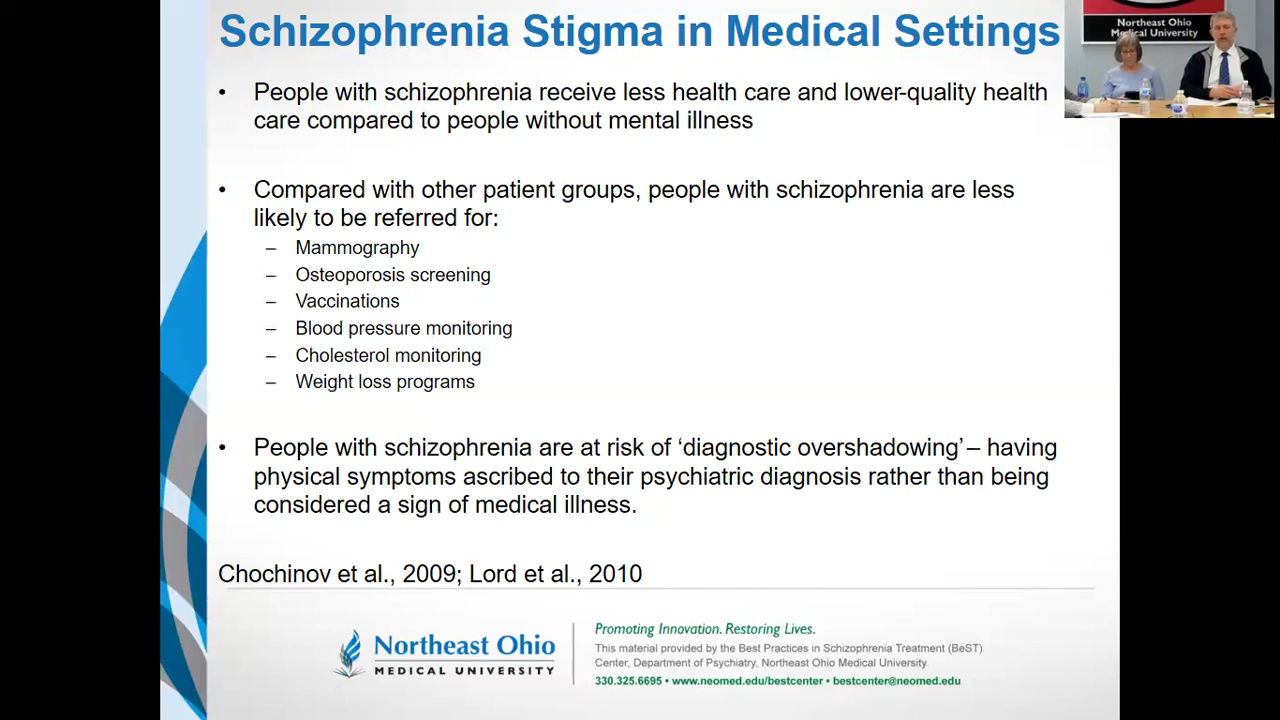 Schizophrenia Stigma in Medical Settings
Northeast Ohio
Medical University
• People with schizophrenia receive less health care and lower-quality health
care compared to people without mental illness
• Compared with other patient groups, people with schizophrenia are less
likely to be referred for:
– Mammography
– Osteoporosis screening
– Vaccinations
– Blood pressure monitoring
– Cholesterol monitoring
– Weight loss programs
• People with schizophrenia are at risk of ‘diagnostic overshadowing’ – having
physical symptoms ascribed to their psychiatric diagnosis rather than being
considered a sign of medical illness.
Chochinov et al., 2009; Lord et al., 2010
Northeast Ohio
MEDICAL UNIVERSITY
Promoting Innovation. Restoring Lives.
This material provided by the Best Practices in Schizophrenia Treatment (BeST)
Center, Department of Psychiatry, Northeast Ohio Medical University.
330.325.6695 • www.neomed.edu/bestcenter • bestcenter@neomed.edu